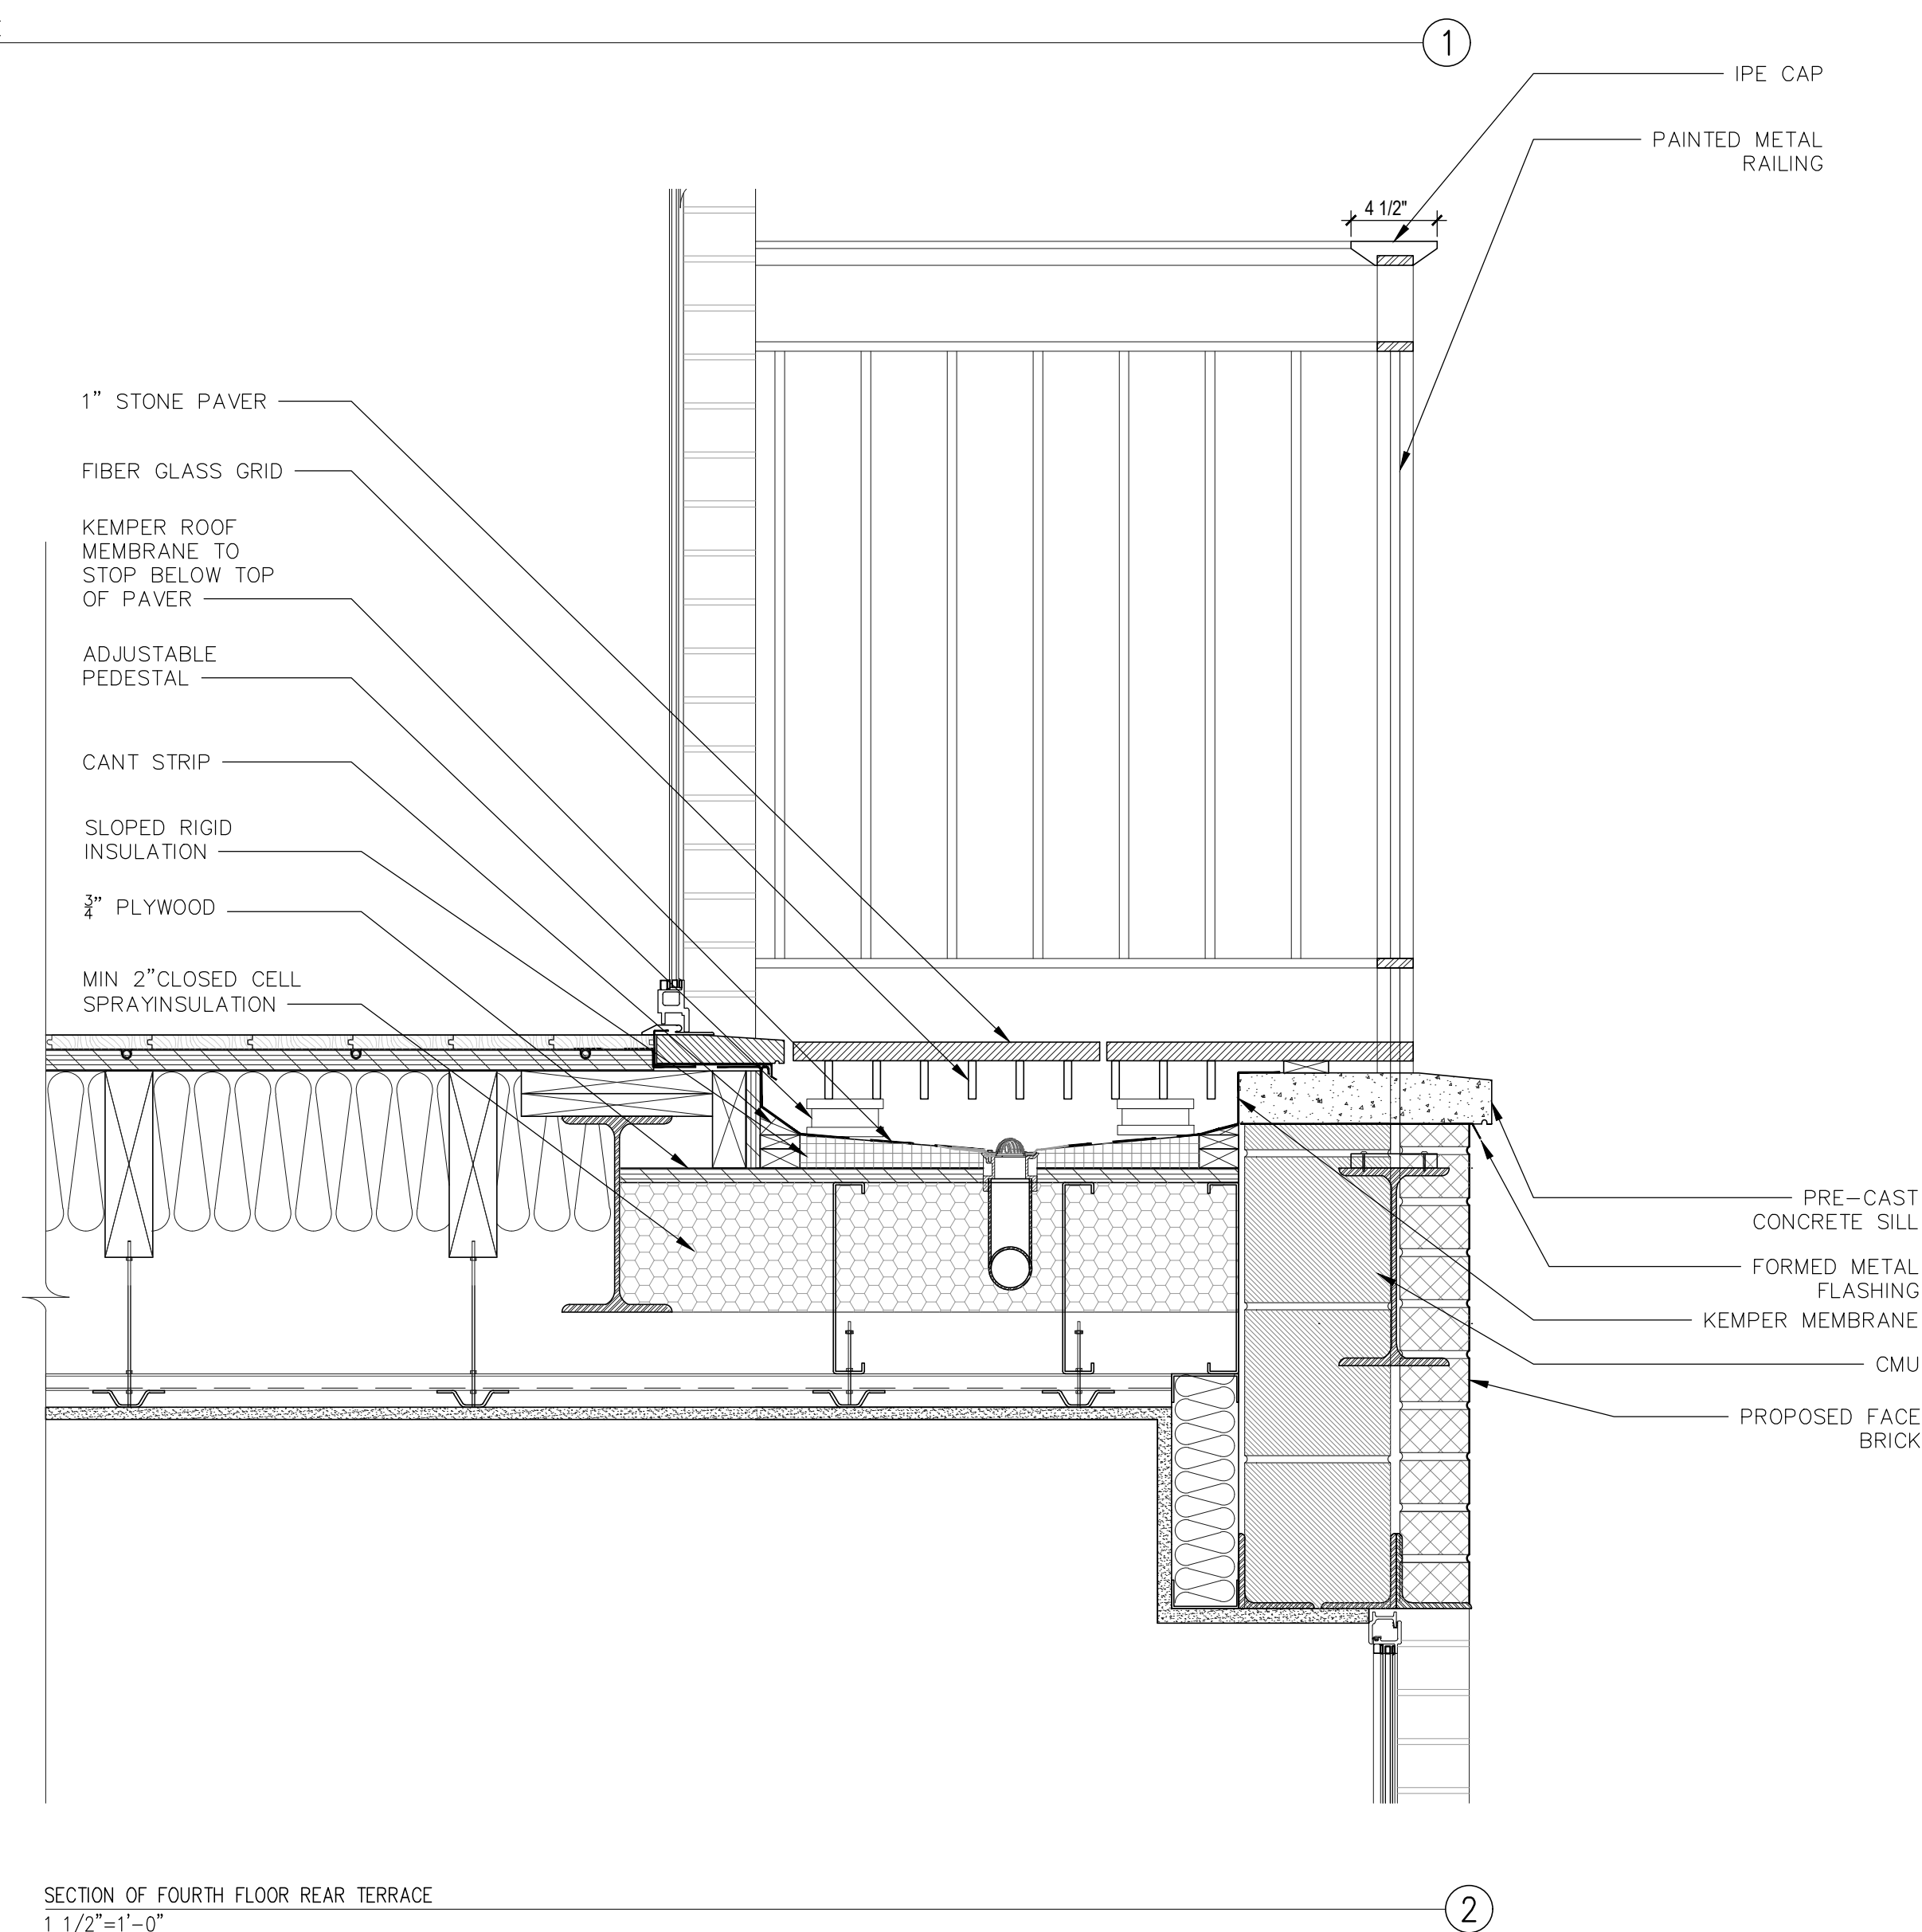 1
IPE CAP
PAINTED METAL
RAILING
4 1/2"
1” STONE PAVER
FIBER GLASS GRID
KEMPER ROOF
MEMBRANE TO
STOP BELOW TOP
OF PAVER
ADJUSTABLE
PEDESTAL
CANT STRIP
SLOPED RIGID
INSULATION
3/4” PLYWOOD
MIN 2”CLOSED CELL
SPRAYINSULATION
PRE-CAST
CONCRETE SILL
FORMED METAL
FLASHING
KEMPER MEMBRANE
CMU
PROPOSED FACE
BRICK
SECTION OF FOURTH FLOOR REAR TERRACE
2
1 1/2”=1’-0”